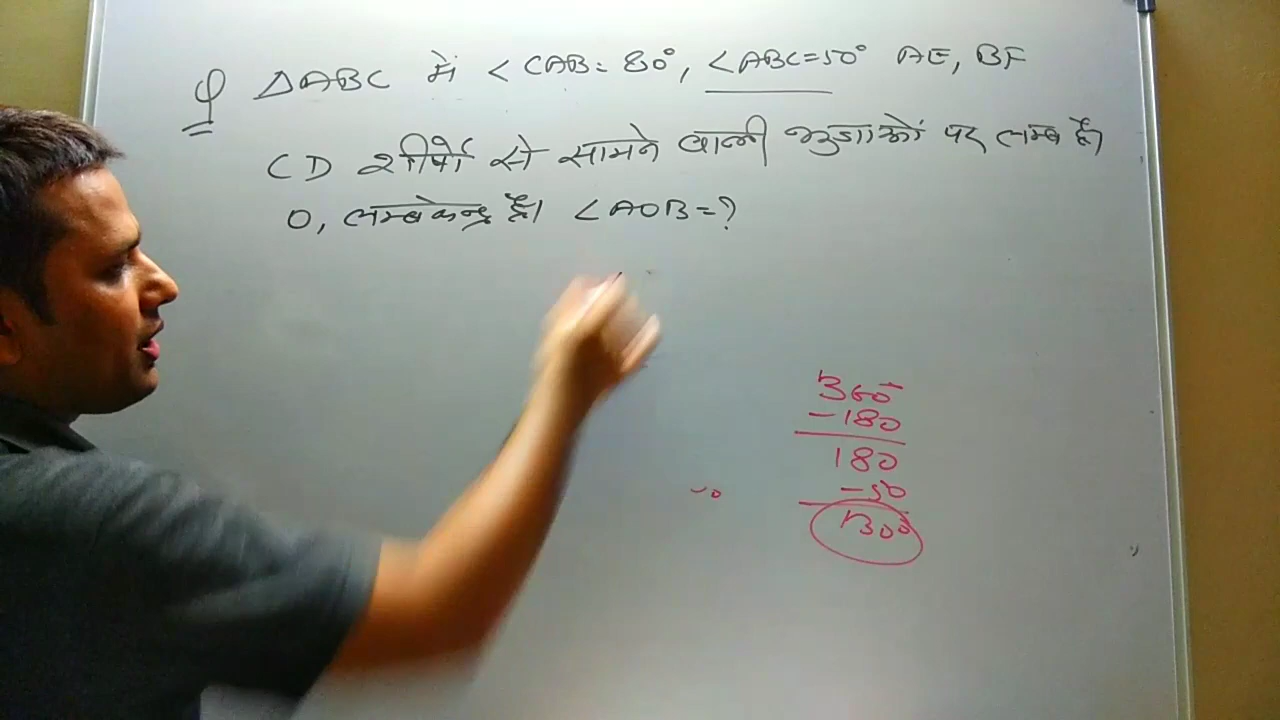 Q ΔABC में <CAB= 80°, <ABC=50° AE, BF
CD शीर्षो से सामने वाली भुजाओं पर लम्ब है।
O, लम्बकेन्द्र है। <AOB=?
360
-180
180
-50
130°